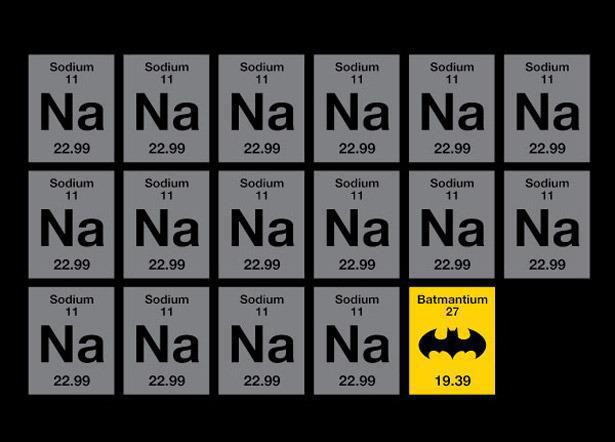 Sodium Sodium Sodium Sodium Sodium Sodium
11 11 11 11 11 11
Na Na Na Na Na Na
22.99 22.99 22.99 22.99 22.99 22.99
Sodium Sodium Sodium Sodium Sodium Sodium
11 11 11 11 11 11
Na Na Na Na Na Na
22.99 22.99 22.99 22.99 22.99 22.99
Sodium Sodium Sodium Sodium Batmantium
11 11 11 11 27
Na Na Na Na
22.99 22.99 22.99 22.99 19.39